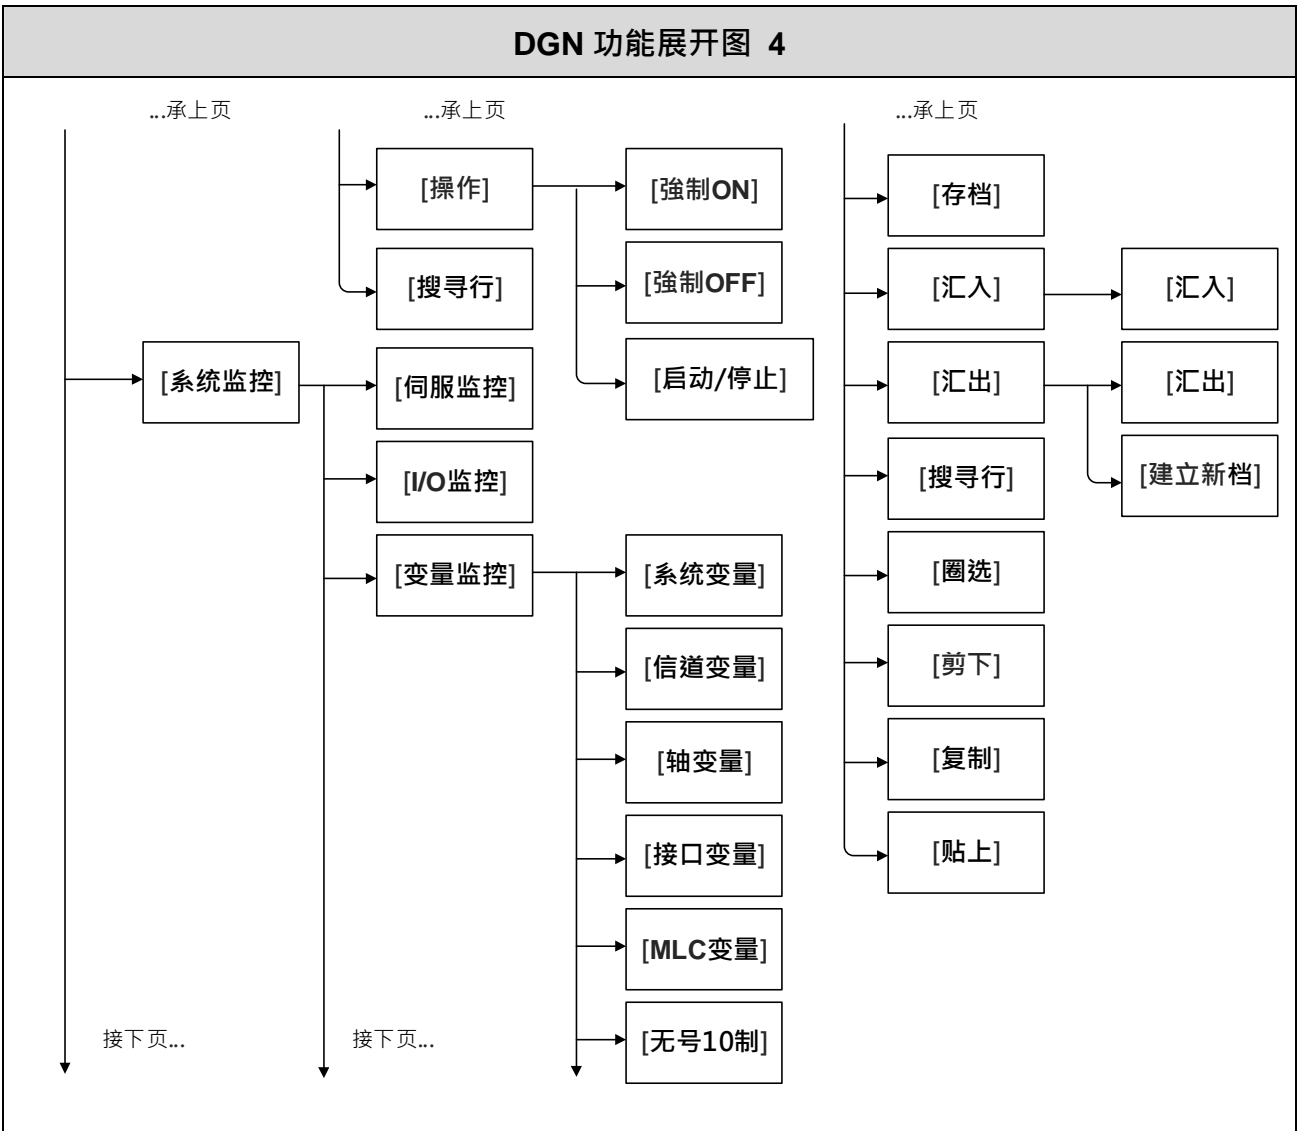 DGN 功能展开图 4
...承上页
...承上页
...承上页
[操作]
[強制ON]
[存档]
[搜寻行]
[強制OFF]
[汇入]
[汇入]
[系统监控]
[伺服监控]
[启动/停止]
[汇出]
[汇出]
[I/O监控]
[搜寻行]
[建立新档]
[变量监控]
[系统变量]
[圈选]
[信道变量]
[剪下]
[轴变量]
[复制]
[接口变量]
[贴上]
[MLC变量]
接下页...
接下页...
[无号10制]